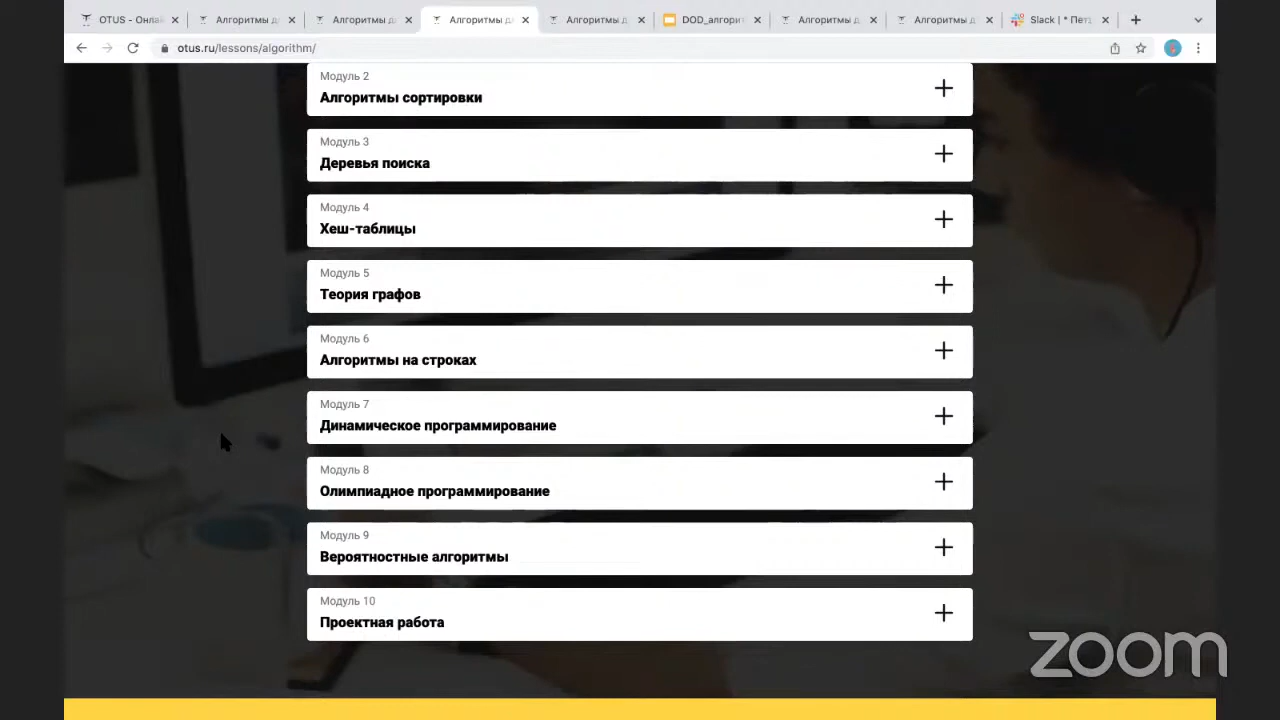 OTUS - Онлай
Алгоритмы д
Алгоритмы д
Алгоритмы д
Алгоритмы д
DOD_алгорит
Алгоритмы д
Алгоритмы д
Slack | * Петз
otus.ru/lessons/algorithm/
Модуль 2
Алгоритмы сортировки
Модуль 3
Деревья поиска
Модуль 4
Хеш-таблицы
Модуль 5
Теория графов
Модуль 6
Алгоритмы на строках
Модуль 7
Динамическое программирование
Модуль 8
Олимпиадное программирование
Модуль 9
Вероятностные алгоритмы
Модуль 10
Проектная работа
zoom